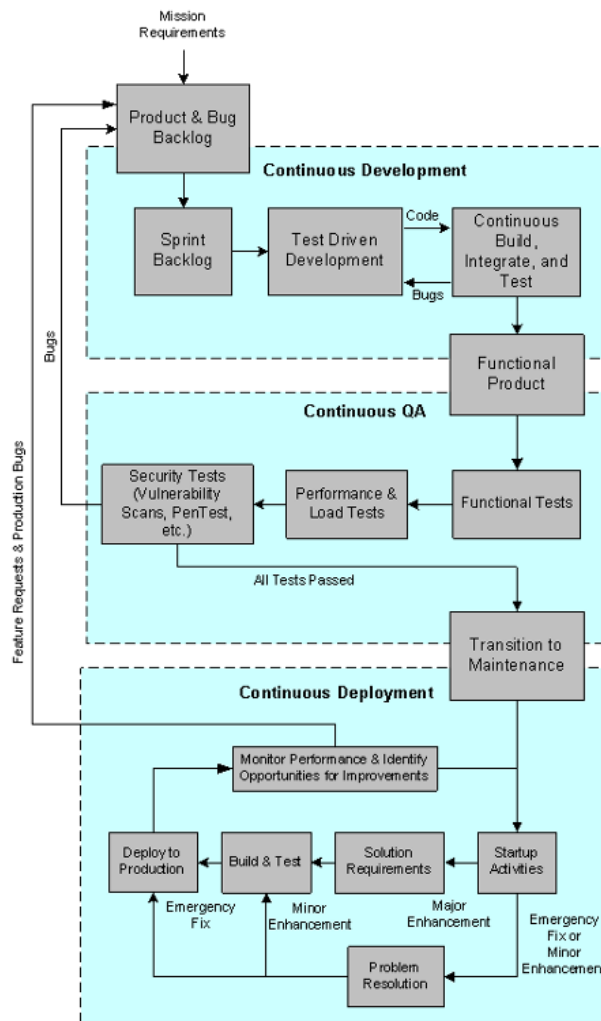 Mission
Requirements
Product & Bug
Backlog
Continuous Development
Sprint
Backlog
Test Driven
Development
Code
Bugs
Continuous
Build,
Integrate, and
Test
Functional
Product
Bugs
Feature Requests & Production Bugs
Continuous QA
Security Tests
(Vulnerability
Scans, PenTest,
etc.)
Performance &
Load Tests
Functional Tests
All Tests Passed
Transition to
Maintenance
Continuous Deployment
Monitor Performance & Identify
Opportunities for Improvements
Deploy to
Production
Build & Test
Solution
Requirements
Startup
Activities
Emergency
Fix
Minor
Enhancement
Major
Enhancement
Emergency
Fix or
Minor
Enhancement
Problem
Resolution